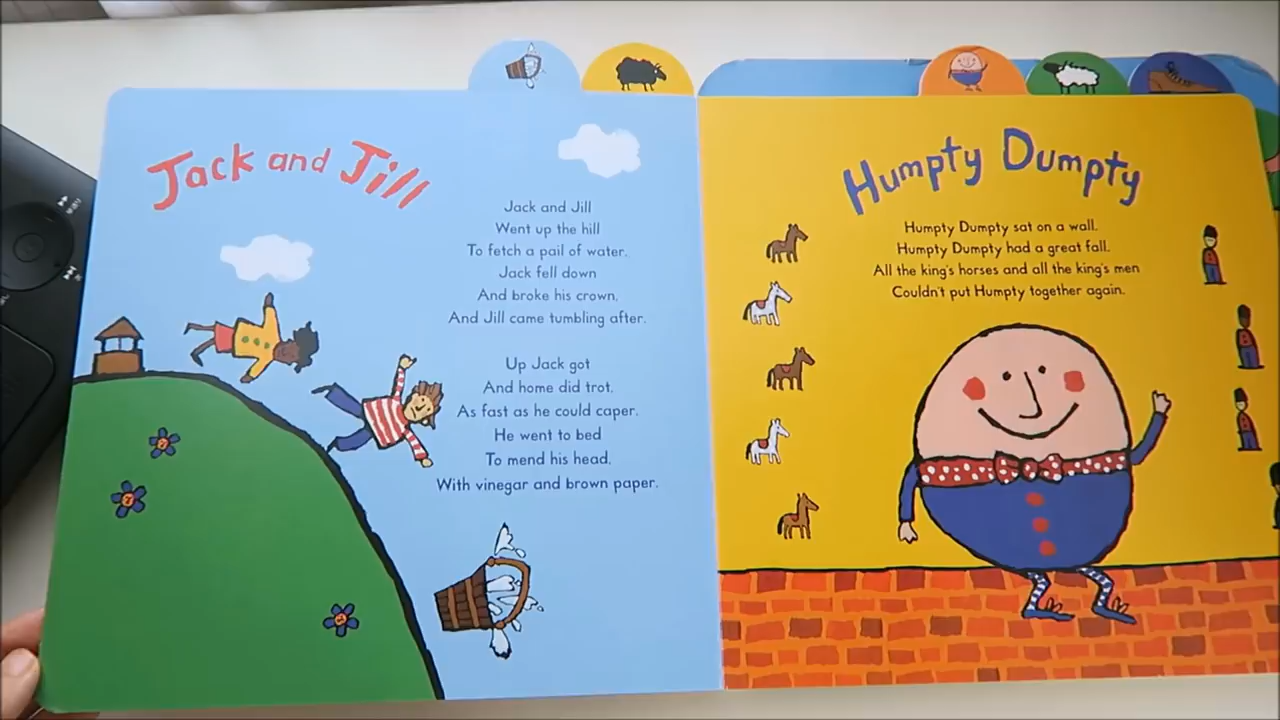 Jack and Jill
Jack and Jill
Went up the hill
To fetch a pail of water.
Jack fell down
And broke his crown,
And Jill came tumbling after.
Up Jack got
And home did trot,
As fast as he could caper.
He went to bed
To mend his head,
With vinegar and brown paper.
Humpty Dumpty
Humpty Dumpty sat on a wall.
Humpty Dumpty had a great fall.
All the king's horses and all the king's men
Couldn't put Humpty together again.